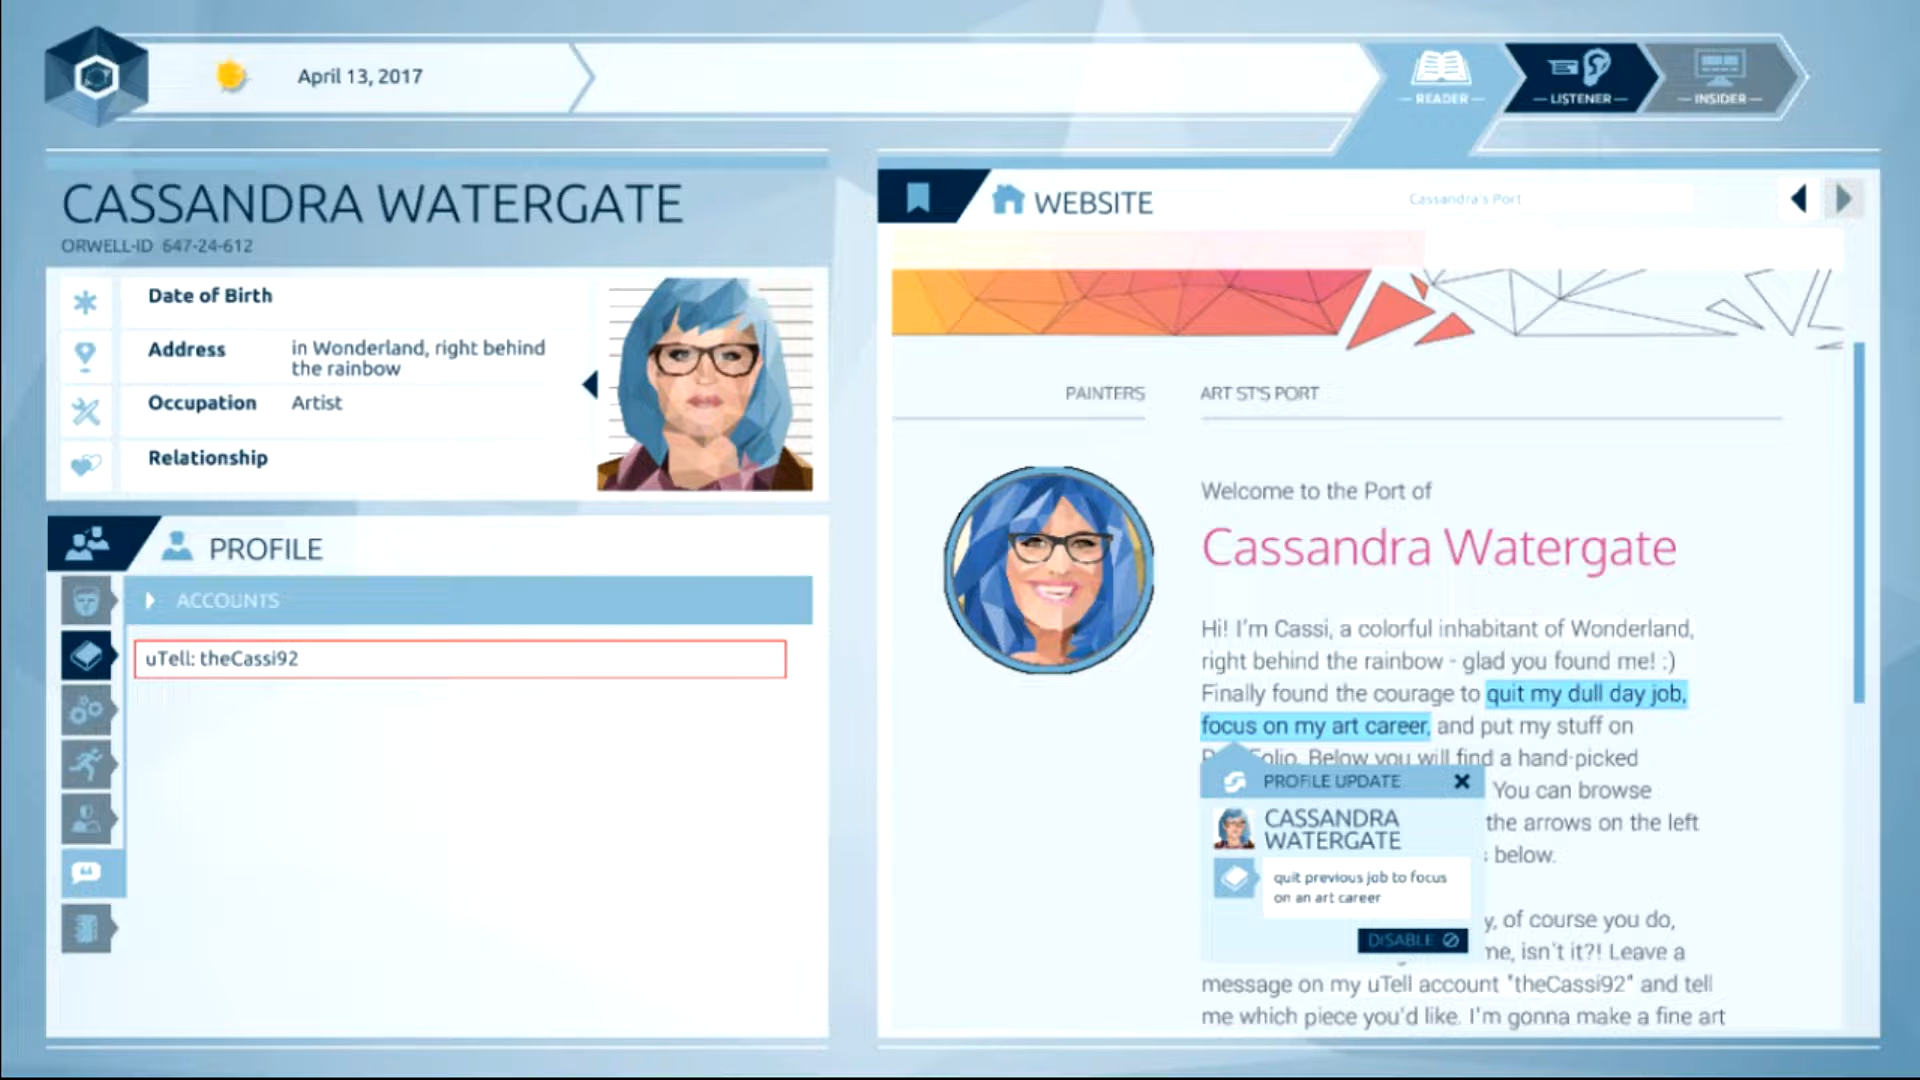 April 13, 2017
READER
LISTENER
INSIDER
CASSANDRA WATERGATE
ORWELL-ID 647-24-612
Date of Birth
Address in Wonderland, right behind
the rainbow
Occupation Artist
Relationship
PROFILE
ACCOUNTS
uTell: theCassi92
WEBSITE
Cassandra's Port
PAINTERS
ART ST'S PORT
Welcome to the Port of
Cassandra Watergate
Hi! I'm Cassi, a colorful inhabitant of Wonderland,
right behind the rainbow - glad you found me! :)
Finally found the courage to quit my dull day job,
focus on my art career, and put my stuff on
Below you will find a hand-picked
You can browse
the arrows on the left
below.
PROFILE UPDATE
CASSANDRA
WATERGATE
quit previous job to focus
on an art career
DISABLE
of course you do,
isn't it?! Leave a
message on my uTell account "theCassi92" and tell
me which piece you'd like. I'm gonna make a fine art